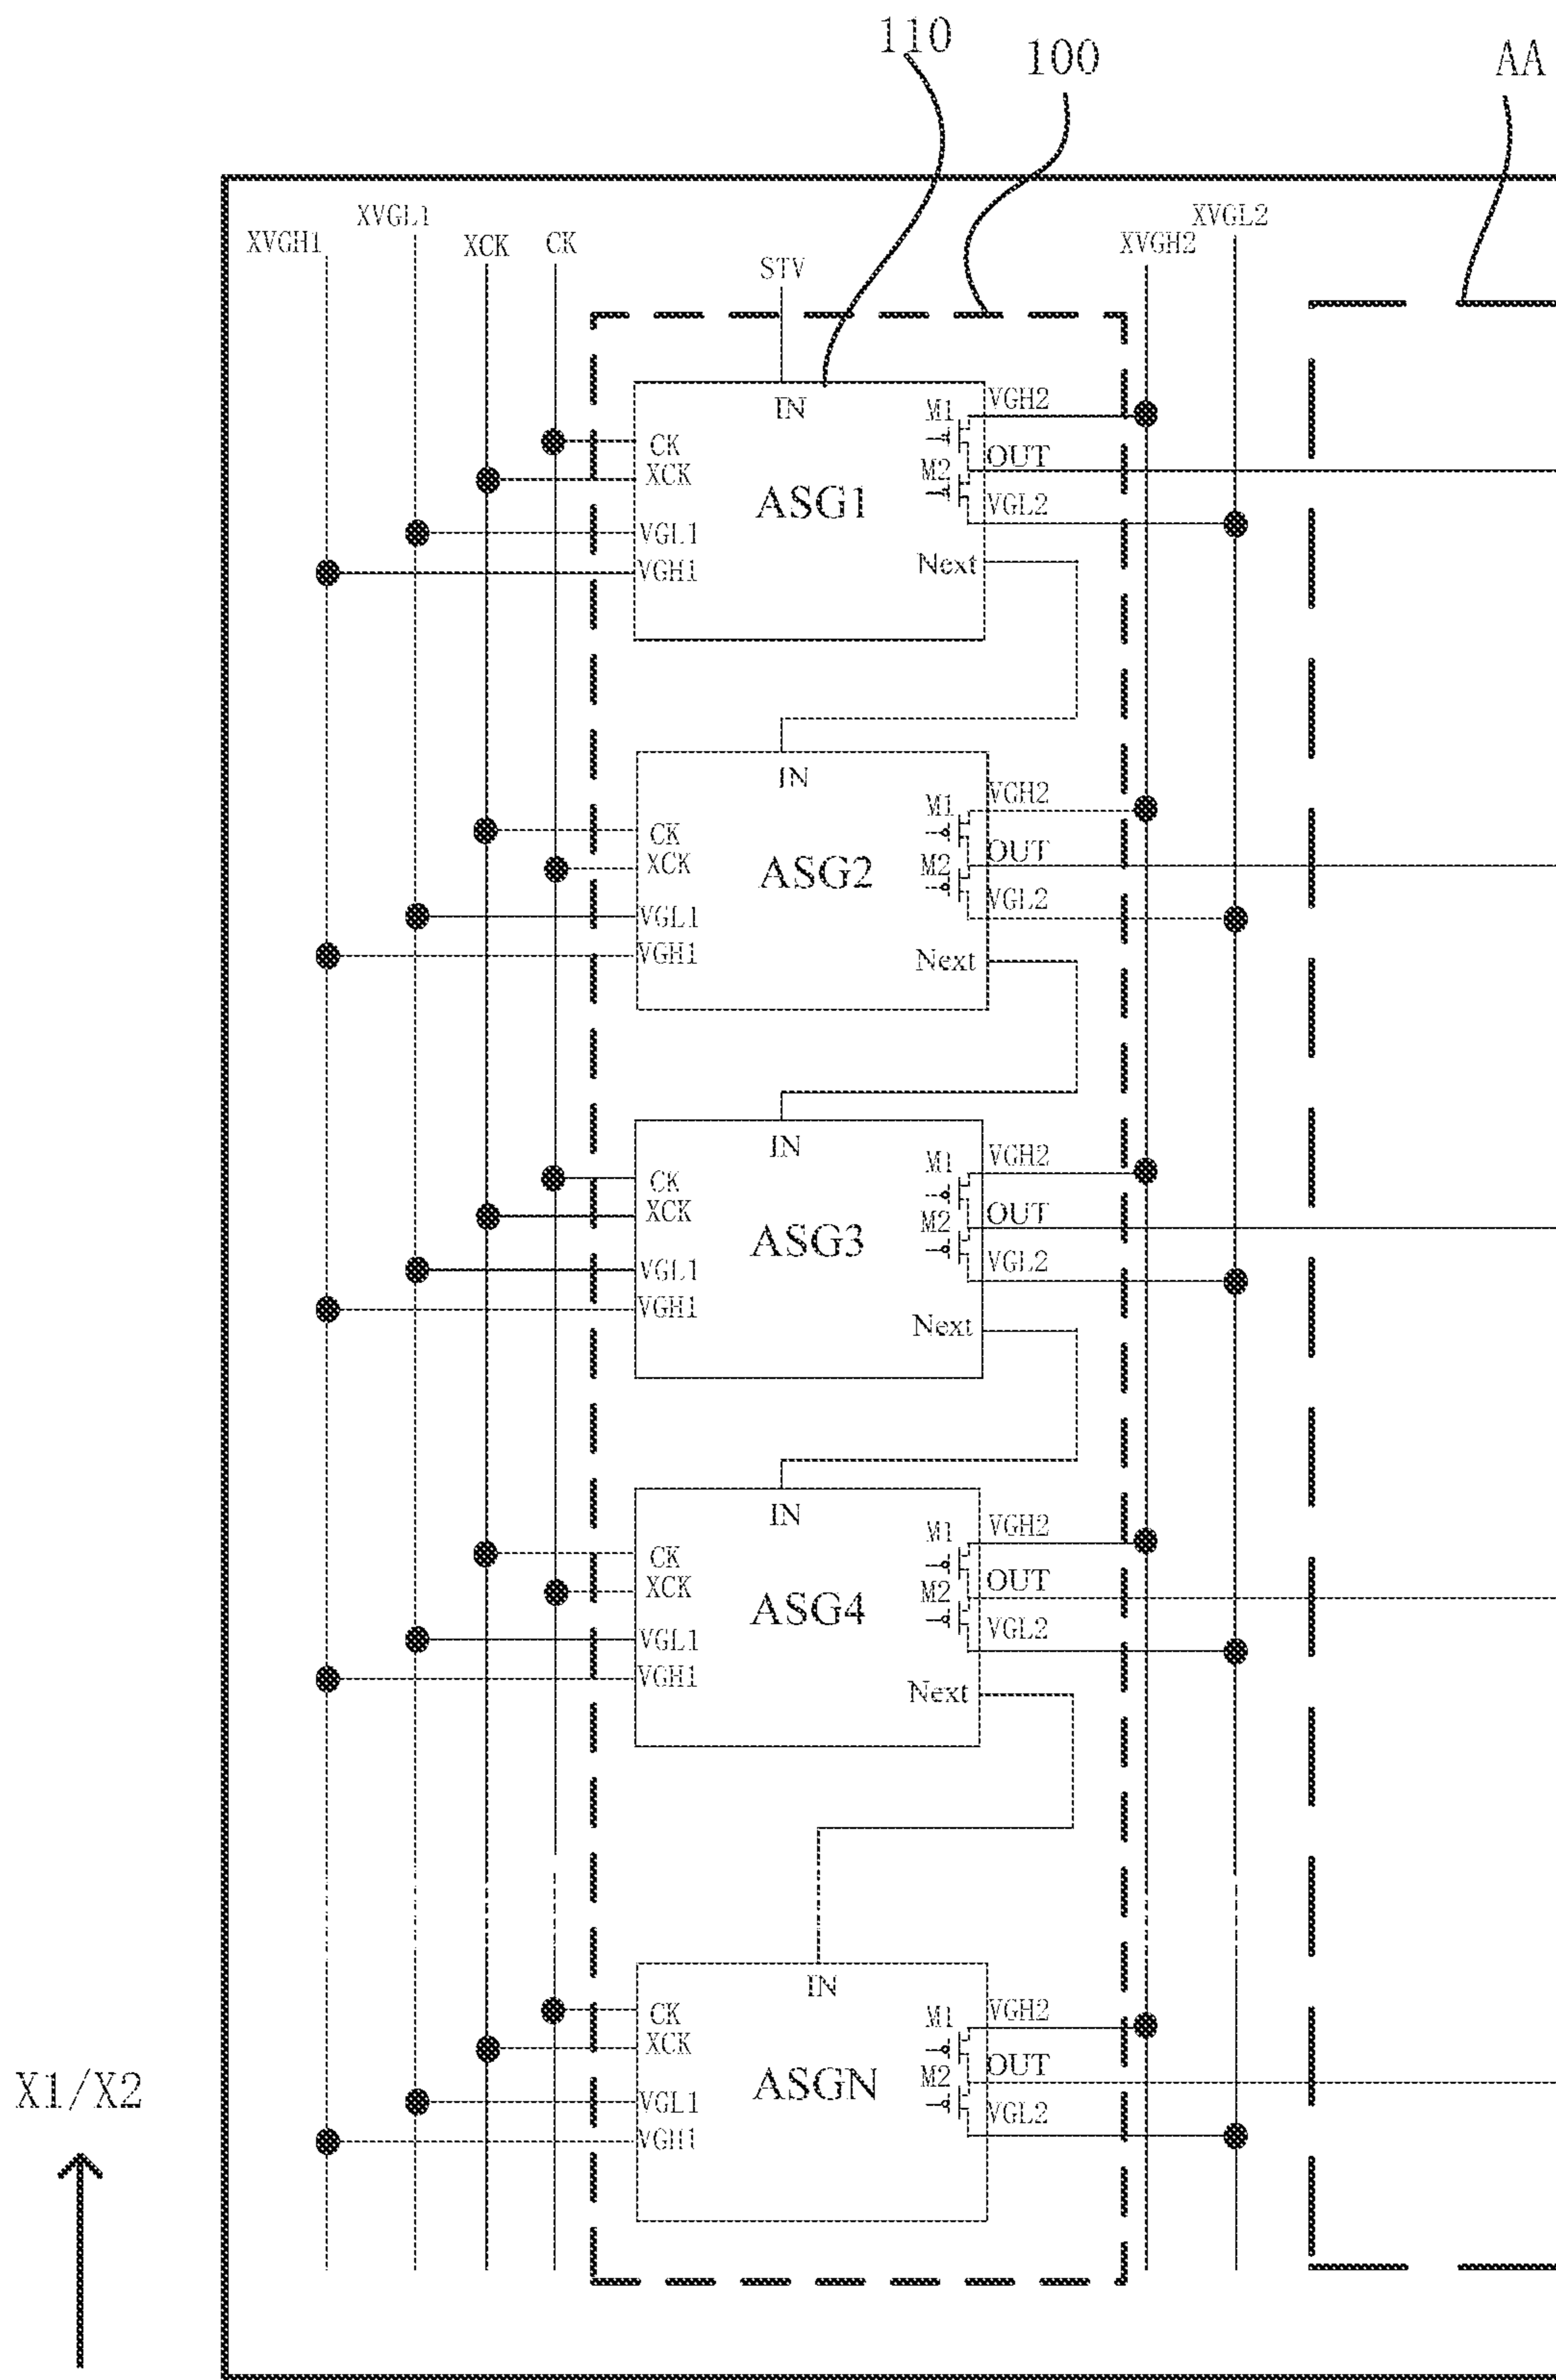 110
100
AA
XVGH1
XVGL1
XCK
CK
STV
XVGH2
XVGL2
IN
CK
XCK
VGL1
VGH1
ASG1
M1
M2
VGH2
OUT
VGL2
Next
IN
CK
XCK
VGL1
VGH1
ASG2
M1
M2
VGH2
OUT
VGL2
Next
IN
CK
XCK
VGL1
VGH1
ASG3
M1
M2
VGH2
OUT
VGL2
Next
IN
CK
XCK
VGL1
VGH1
ASG4
M1
M2
VGH2
OUT
VGL2
Next
IN
CK
XCK
VGL1
VGH1
ASGN
M1
M2
VGH2
OUT
VGL2
X1/X2